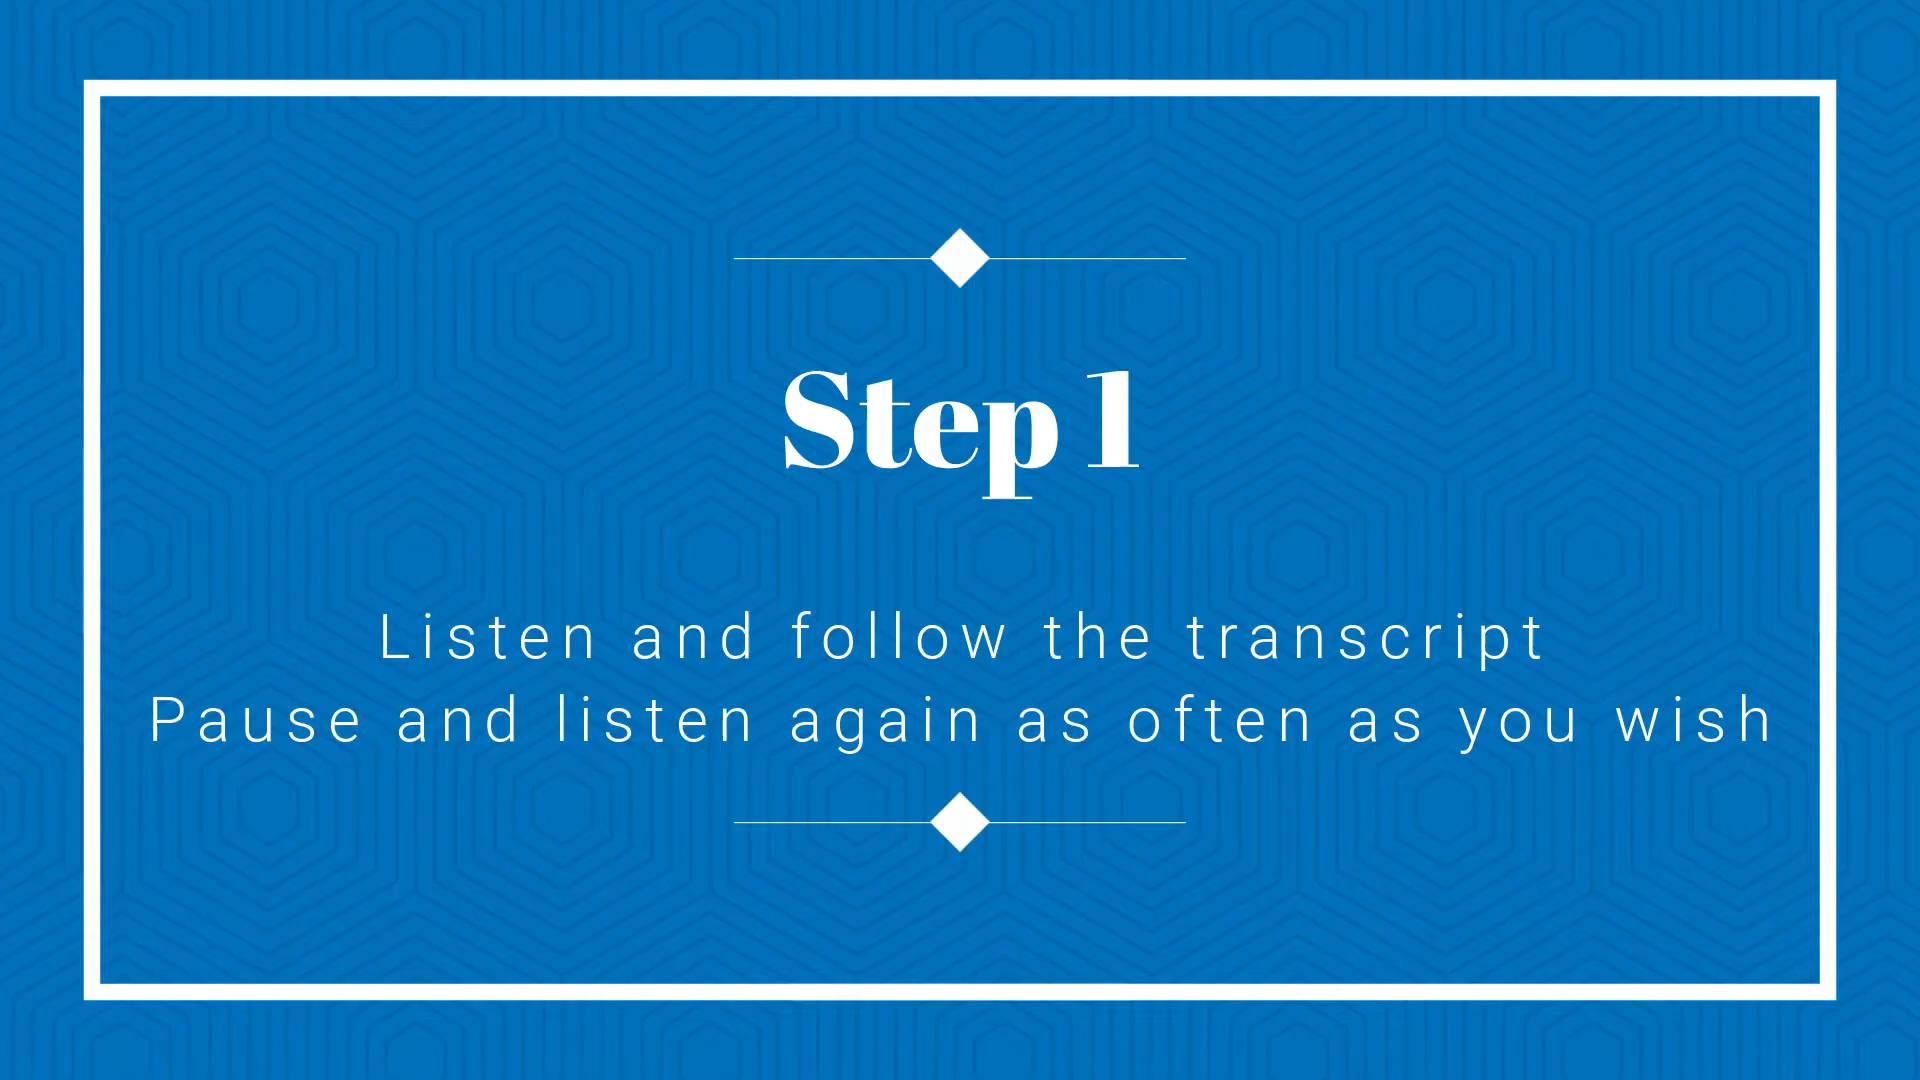 Step 1
Listen and follow the transcript
Pause and listen again as often as you wish